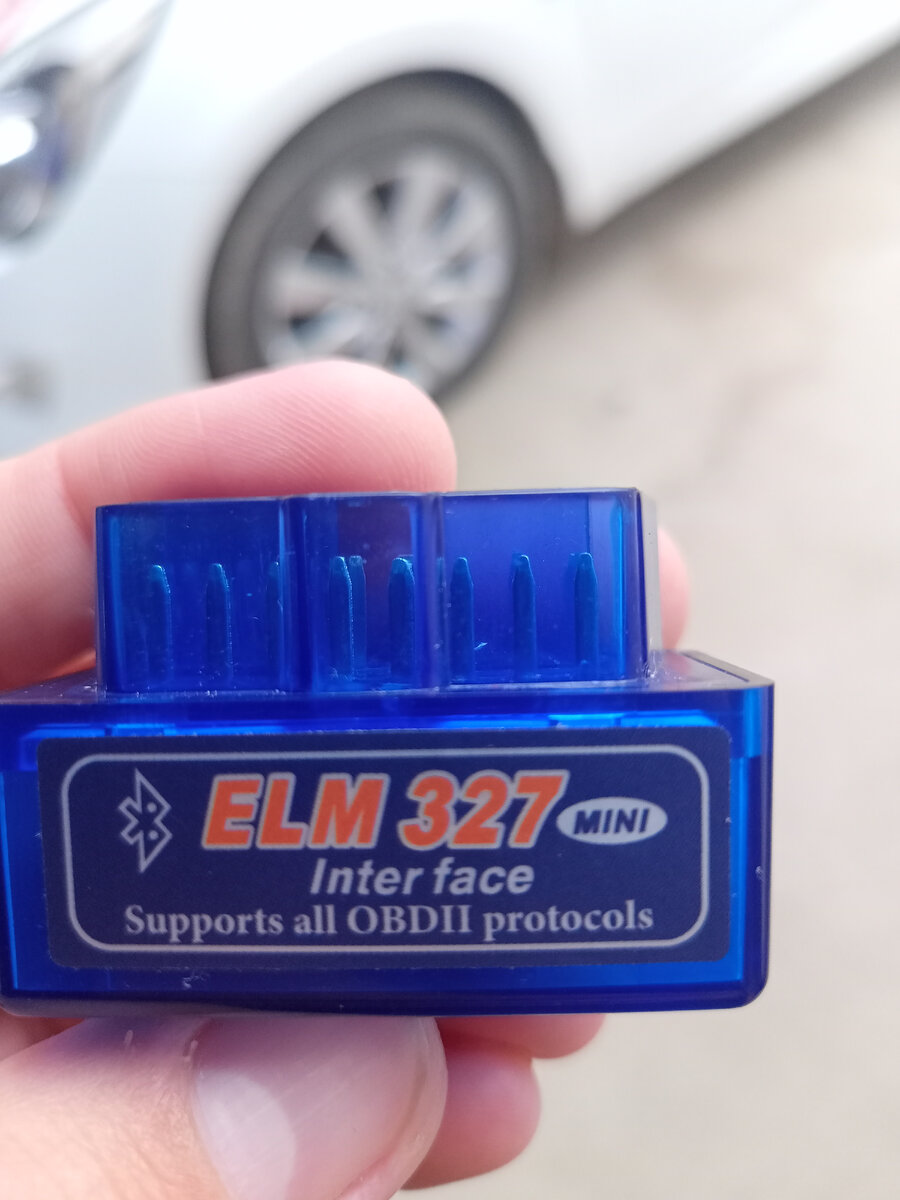 ELM 327 MINI
Inter face
Supports all OBDII protocols